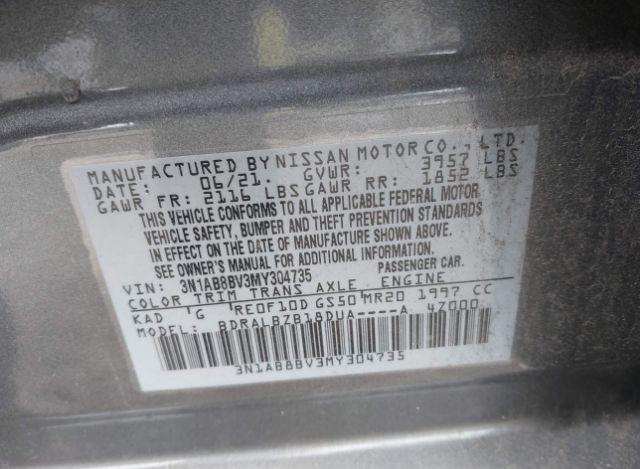 MANUFACTURED BY NISSAN MOTOR CO., LTD.
DATE: 06/21. GVWR: 3957 LBS
GAWR FR: 2116 LBS GAWR RR: 1852 LBS
THIS VEHICLE CONFORMS TO ALL APPLICABLE FEDERAL MOTOR
VEHICLE SAFETY, BUMPER AND THEFT PREVENTION STANDARDS
IN EFFECT ON THE DATE OF MANUFACTURE SHOWN ABOVE.
SEE OWNER'S MANUAL FOR ADDITIONAL INFORMATION.
VIN: 3N1AB8BV3MY304735 PASSENGER CAR.
COLOR TRIM TRANS AXLE ENGINE
KAD G RE0F10D GS50 MR20 1997 CC
MODEL: BDRALBZB18DUA----A 4Z000
3N1AB8BV3MY304735